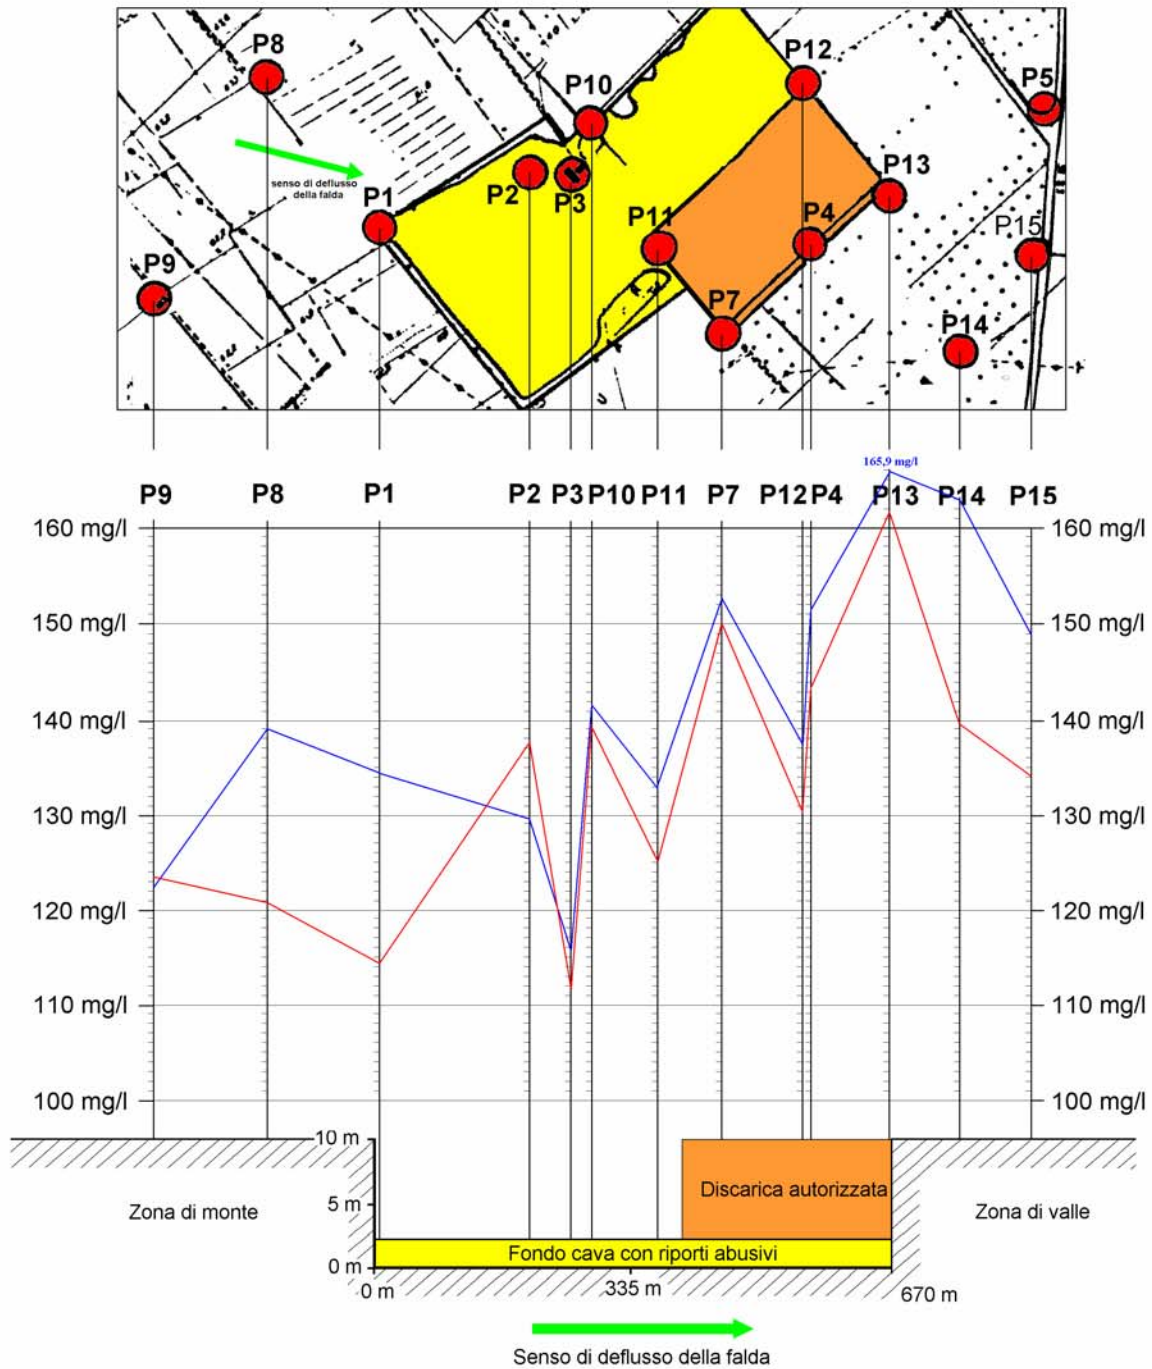 P8
P12
P10
P5
senso di deflusso
della falda
P1
P2
P3
P13
P11
P4
P15
P9
P7
P14
165,9 mg/l
P9 P8 P1 P2 P3 P10 P11 P7 P12 P4 P13 P14 P15
160 mg/l 160 mg/l
150 mg/l 150 mg/l
140 mg/l 140 mg/l
130 mg/l 130 mg/l
120 mg/l 120 mg/l
110 mg/l 110 mg/l
100 mg/l 100 mg/l
10 m
Discarica autorizzata
5 m
Zona di monte Zona di valle
Fondo cava con riporti abusivi
0 m
0 m 335 m 670 m
Senso di deflusso della falda